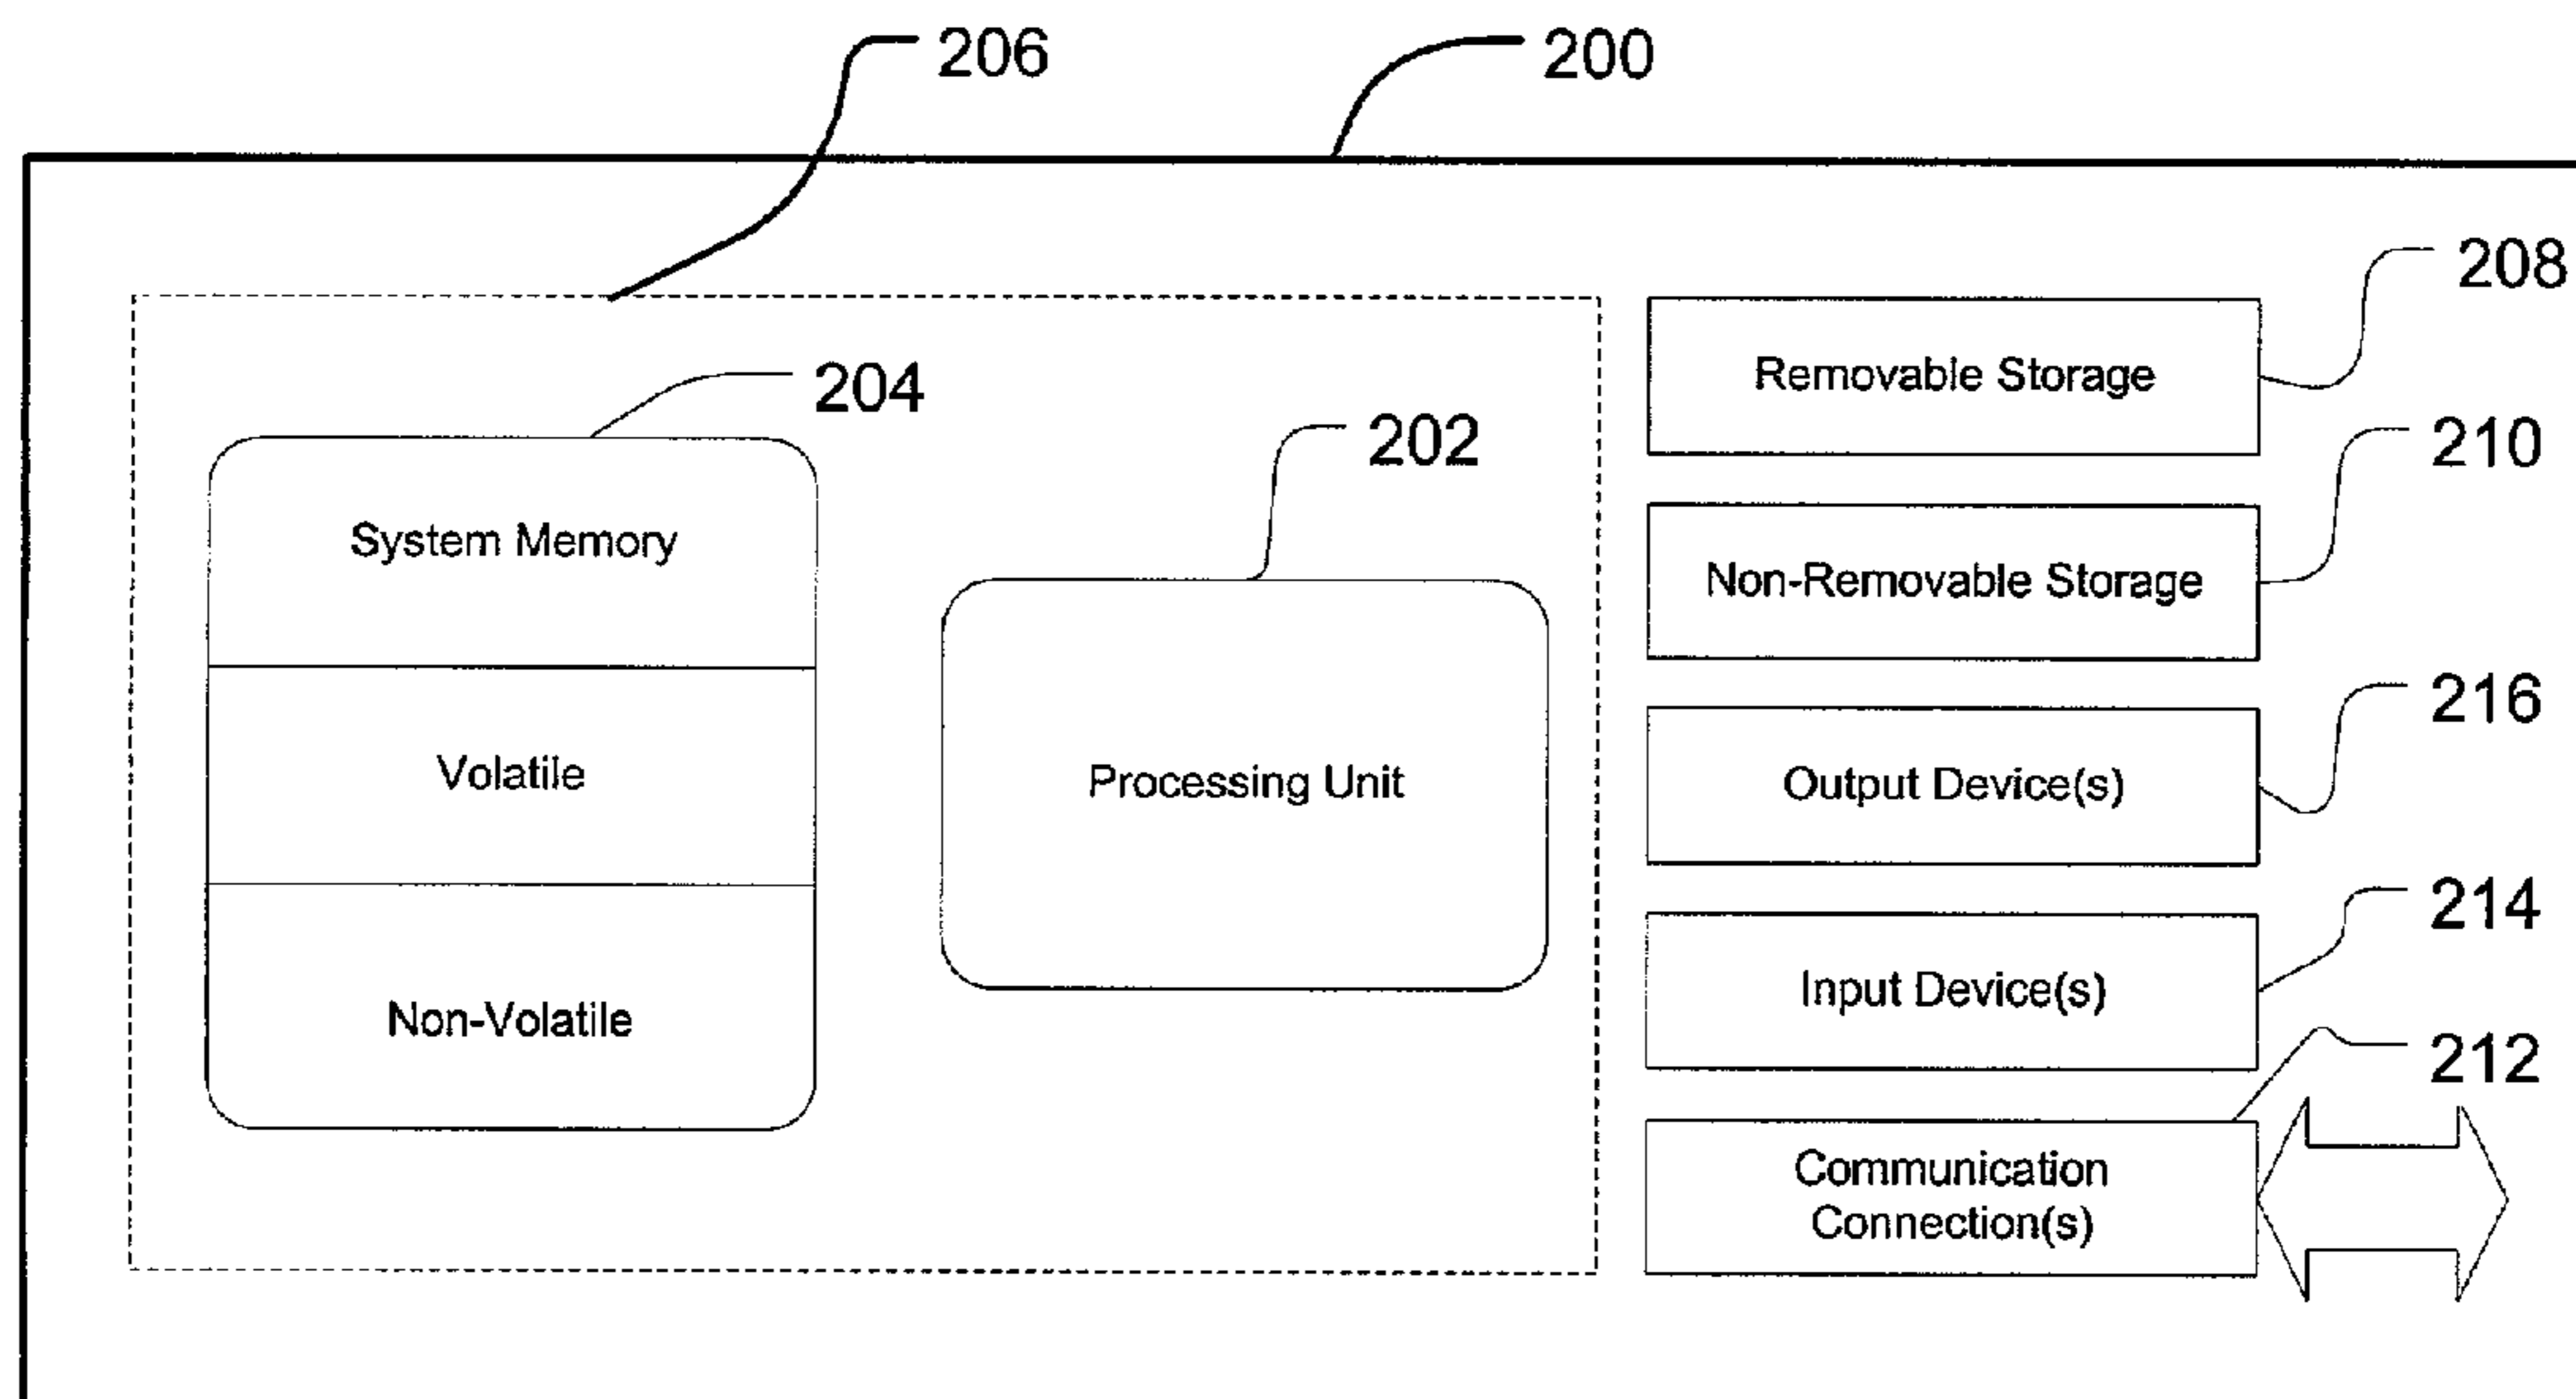 206
200
208
204
Removable Storage
202
210
System Memory
Non-Removable Storage
216
Volatile
Processing Unit
Output Device(s)
214
Input Device(s)
Non-Volatile
212
Communication
Connection(s)